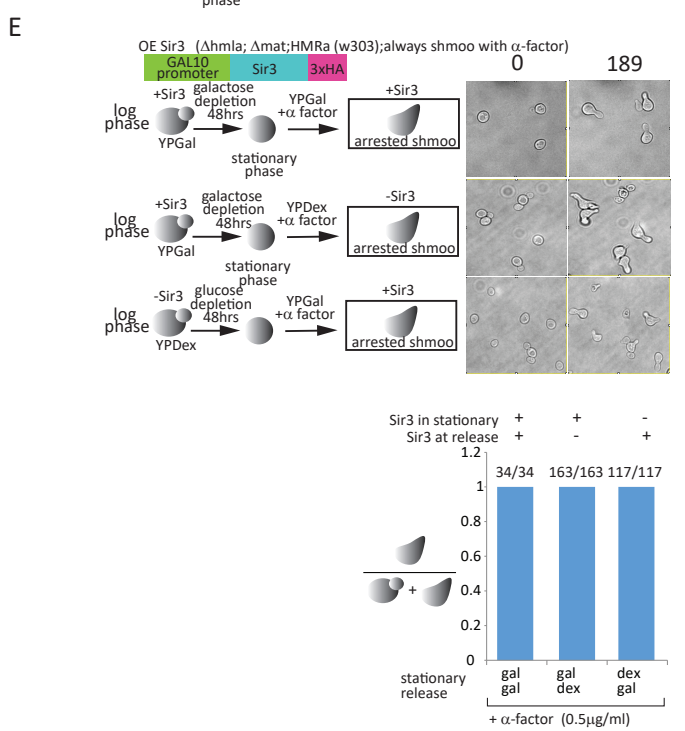 phase
E
OE Sir3 (Δhmla; Δmat;HMRa (w303);always shmoo with α-factor)
GAL10 promoter Sir3 3xHA
0 189
log phase
+Sir3
YPGal
galactose depletion 48hrs
stationary phase
YPGal +α factor
+Sir3
arrested shmoo
log phase
+Sir3
YPGal
galactose depletion 48hrs
stationary phase
YPDex +α factor
-Sir3
arrested shmoo
log phase
-Sir3
YPDex
glucose depletion 48hrs
YPGal +α factor
+Sir3
arrested shmoo
Sir3 in stationary + + -
Sir3 at release + - +
1.2
34/34 163/163 117/117
1
0.8
0.6
+
0.4
0.2
0
stationary gal gal dex
release gal dex gal
+ α-factor (0.5µg/ml)